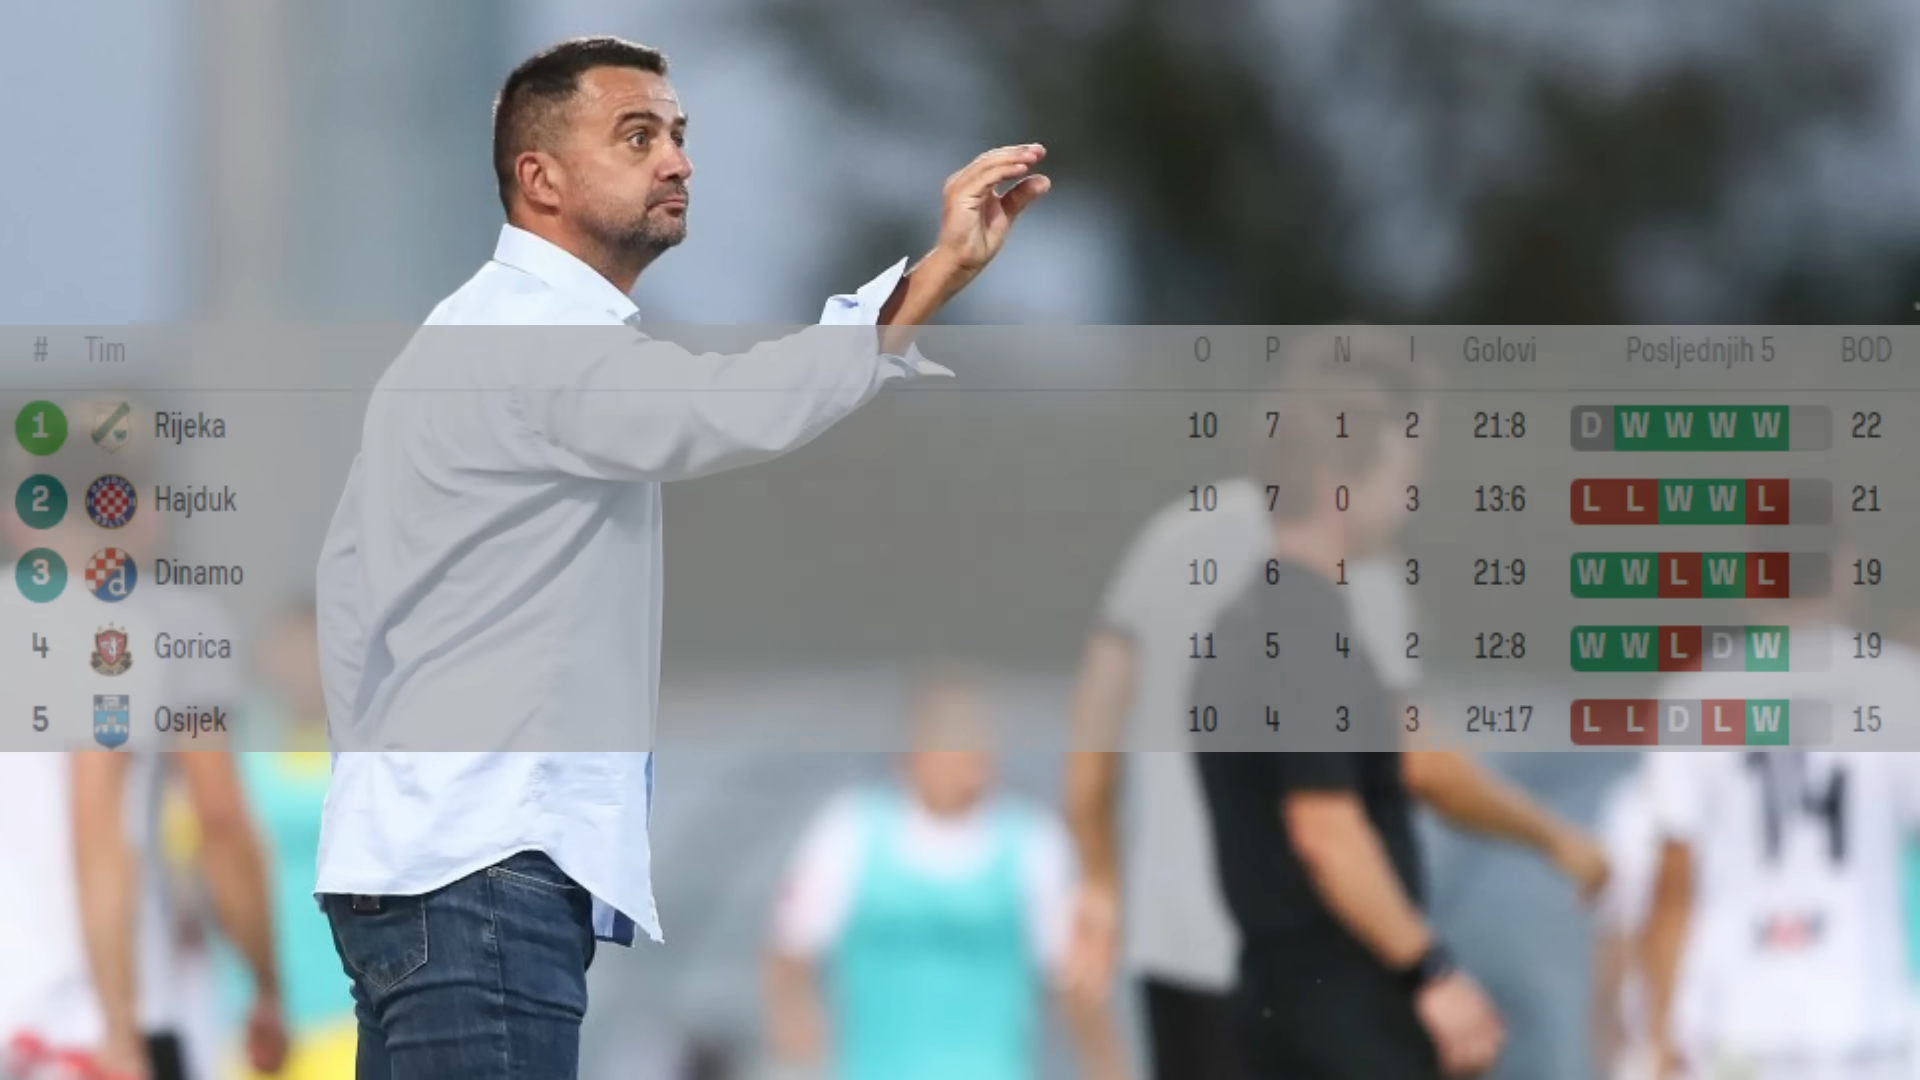 # Tim O P N I Golovi Posljednjih 5 BOD
1 Rijeka 10 7 1 2 21:8 D W W W W 22
2 Hajduk 10 7 0 3 13:6 L L W W L 21
3 Dinamo 10 6 1 3 21:9 W W L W L 19
4 Gorica 11 5 4 2 12:8 W W L D W 19
5 Osijek 10 4 3 3 24:17 L L D L W 15
14